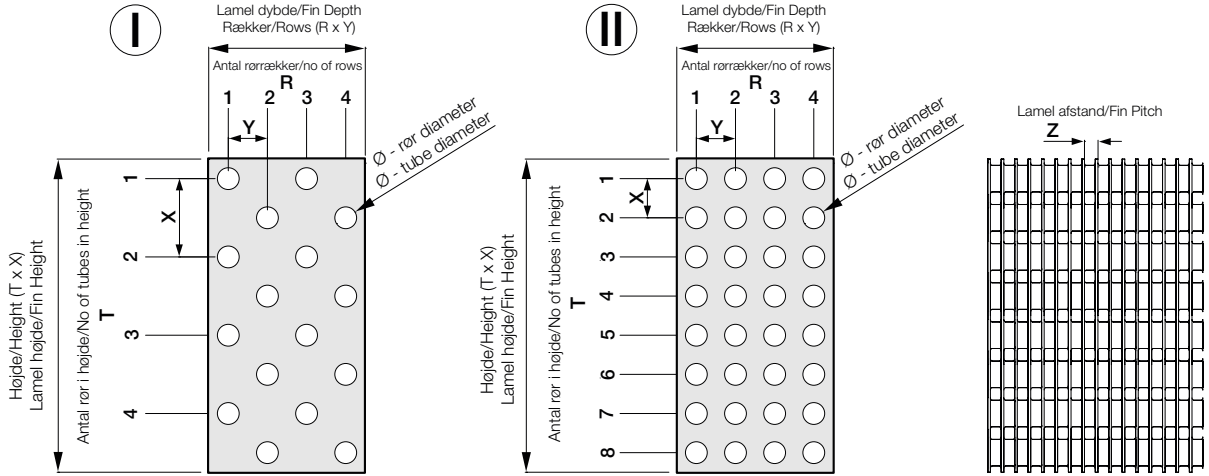 I
Lamel dybde/Fin Depth
Rækker/Rows (R x Y)
Antal rørrækker/no of rows
R
1 2 3 4
Y
Ø - rør diameter
Ø - tube diameter
Højde/Height (T x X)
Lamel højde/Fin Height
Antal rør i højde/No of tubes in height
T
1
2
3
4
X
II
Lamel dybde/Fin Depth
Rækker/Rows (R x Y)
Antal rørrækker/no of rows
R
1 2 3 4
Y
Ø - rør diameter
Ø - tube diameter
Højde/Height (T x X)
Lamel højde/Fin Height
Antal rør i højde/No of tubes in height
T
1
2
3
4
5
6
7
8
X
Lamel afstand/Fin Pitch
Z